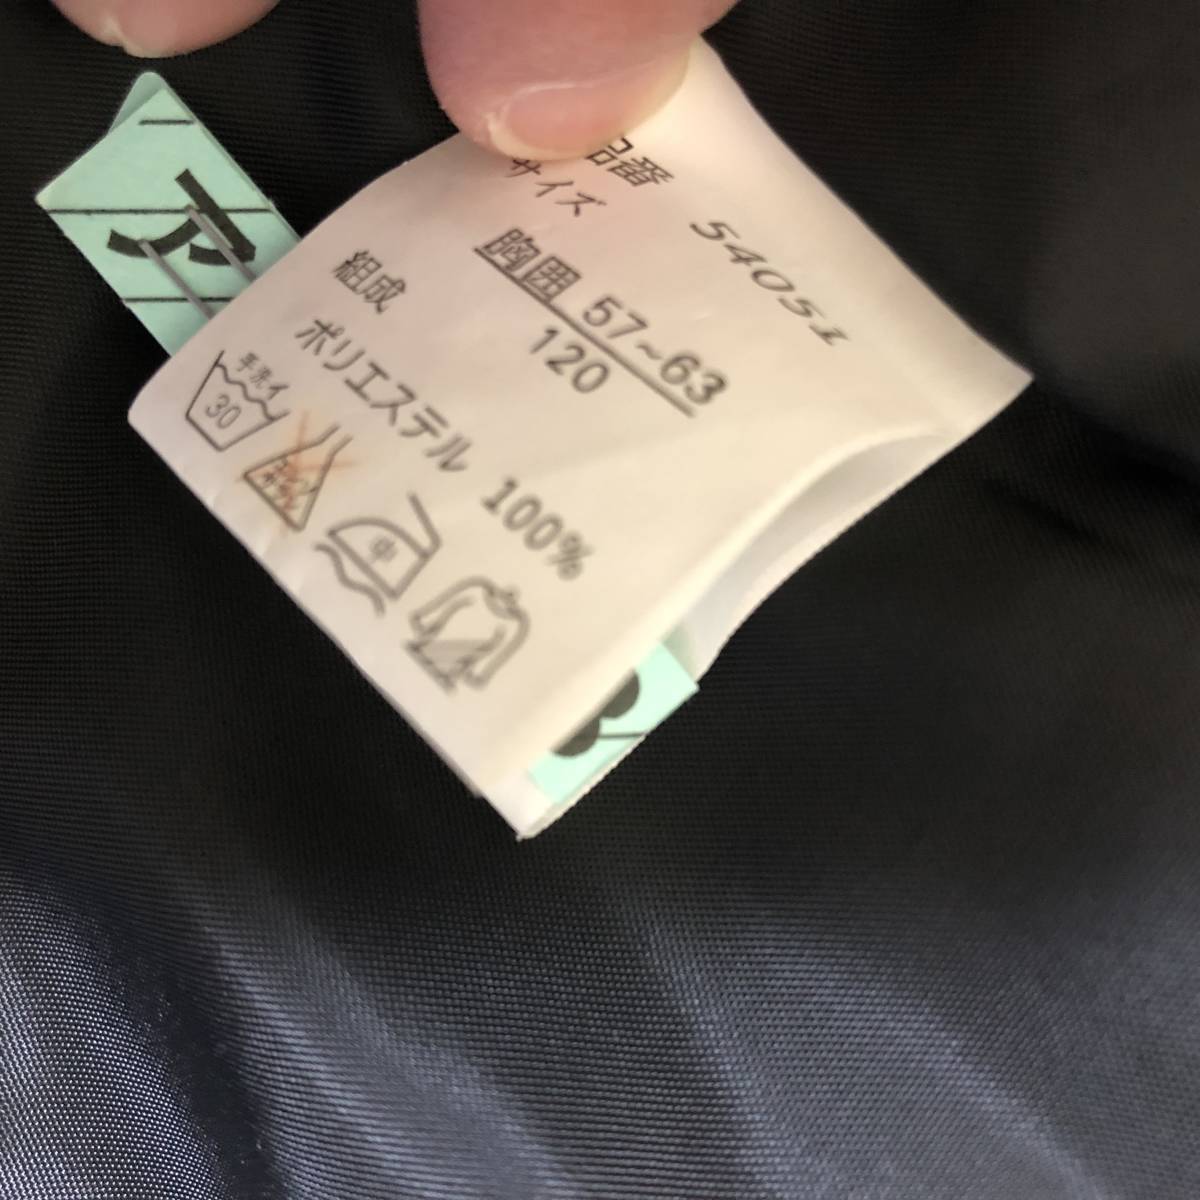 品番 54051
サイズ
胸囲 57~63
120
組成
ポリエステル 100%
手洗イ
30
中
ア